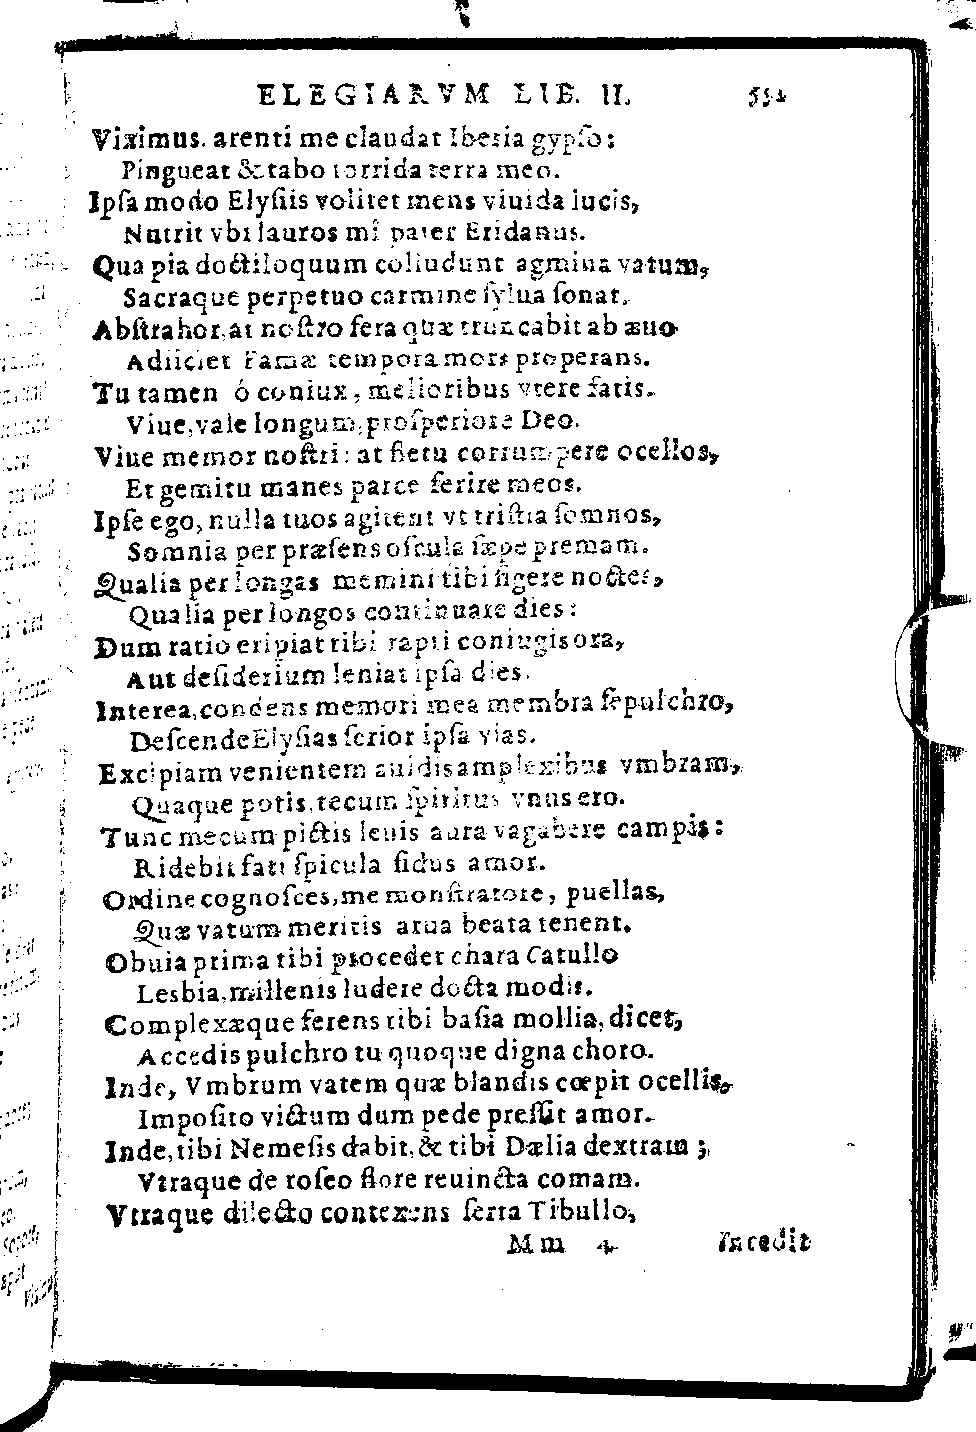 ELEGIARVM LIB. II.
Viximus. arenti me claudat Iberia gypſo:
Pingueat & tabo torrida terra meo.
Ipſa modo Elyſiis volitet mens viuida lucis,
Nutrit vbi lauros mi pater Eridanus.
Qua pia doctiloquum colludunt agmina vatum,
Sacraque perpetuo carmine ſylua ſonat.
Abſtrahor, at noſtro fera quæ truncabit ab æuo
Adiiciet Famæ tempora mors properans.
Tu tamen ó coniux, melioribus vtere fatis.
Viue, vale longum, proſperiore Deo.
Viue memor noſtri: at fletu corrumpere ocellos,
Et gemitu manes parce ferire meos.
Ipſe ego, nulla tuos agitent vt triſtia ſomnos,
Somnia per præſens oſcula ſæpe premam.
Qualia per longas memini tibi figere noctes,
Qualia per longos continuare dies:
Dum ratio eripiat tibi rapti coniugis ora,
Aut deſiderium leniat ipſa dies.
Interea, condens memori mea membra ſepulchro,
Deſcende Elyſias ſerior ipſa vias.
Excipiam venientem auidis amplexibus vmbram,
Quaque potis, tecum ſpiritus vnus ero.
Tunc mecum pictis leuis aura vagabere campis:
Ridebit fati ſpicula fidus amor.
Ordine cognoſces, me monſtratore, puellas,
Quæ vatum meritis arua beata tenent.
Obuia prima tibi procedet chara Catullo
Lesbia, millenis ludere docta modis.
Complexæque ferens tibi baſia mollia, dicet,
Accedis pulchro tu quoque digna choro.
Inde, Vmbrum vatem quæ blandis cœpit ocellis,
Impoſito victum dum pede preſſit amor.
Inde, tibi Nemeſis dabit, & tibi Dælia dextram;
Vtraque de roſeo flore reuincta comam.
Vtraque dilecto contexens ſerta Tibullo,
Mm 4 Incedit